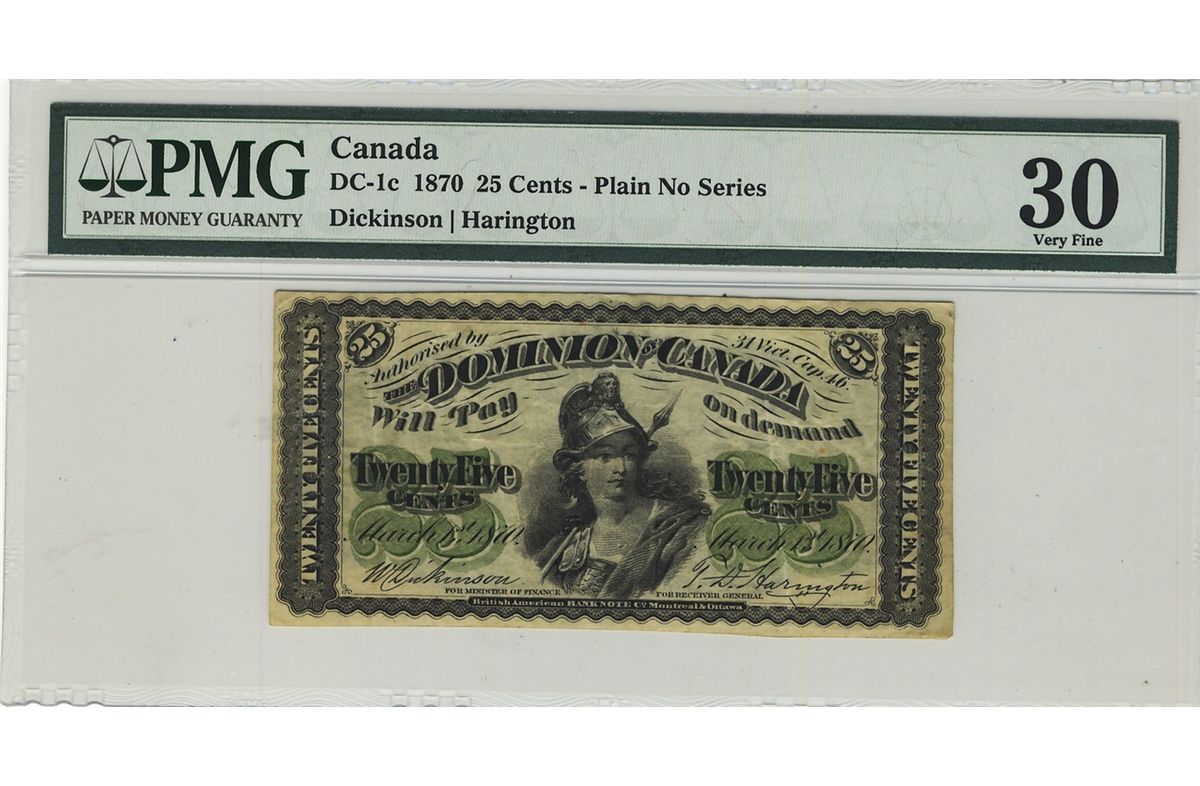 PMG
PAPER MONEY GUARANTY
Canada
DC-1c 1870 25 Cents - Plain No Series
Dickinson | Harington
30
Very Fine
25
25
Authorised by
31 Vict. Cap. 46.
THE DOMINION OF CANADA
Will Pay on demand
Twenty Five CENTS
Twenty Five CENTS
25
25
March 1st, 1870.
March 1st, 1870.
W Dickinson
T. D. Harington
FOR MINISTER OF FINANCE
FOR RECEIVER GENERAL
British American BANK NOTE Co. Montreal & Ottawa
TWENTY FIVE CENTS
TWENTY FIVE CENTS